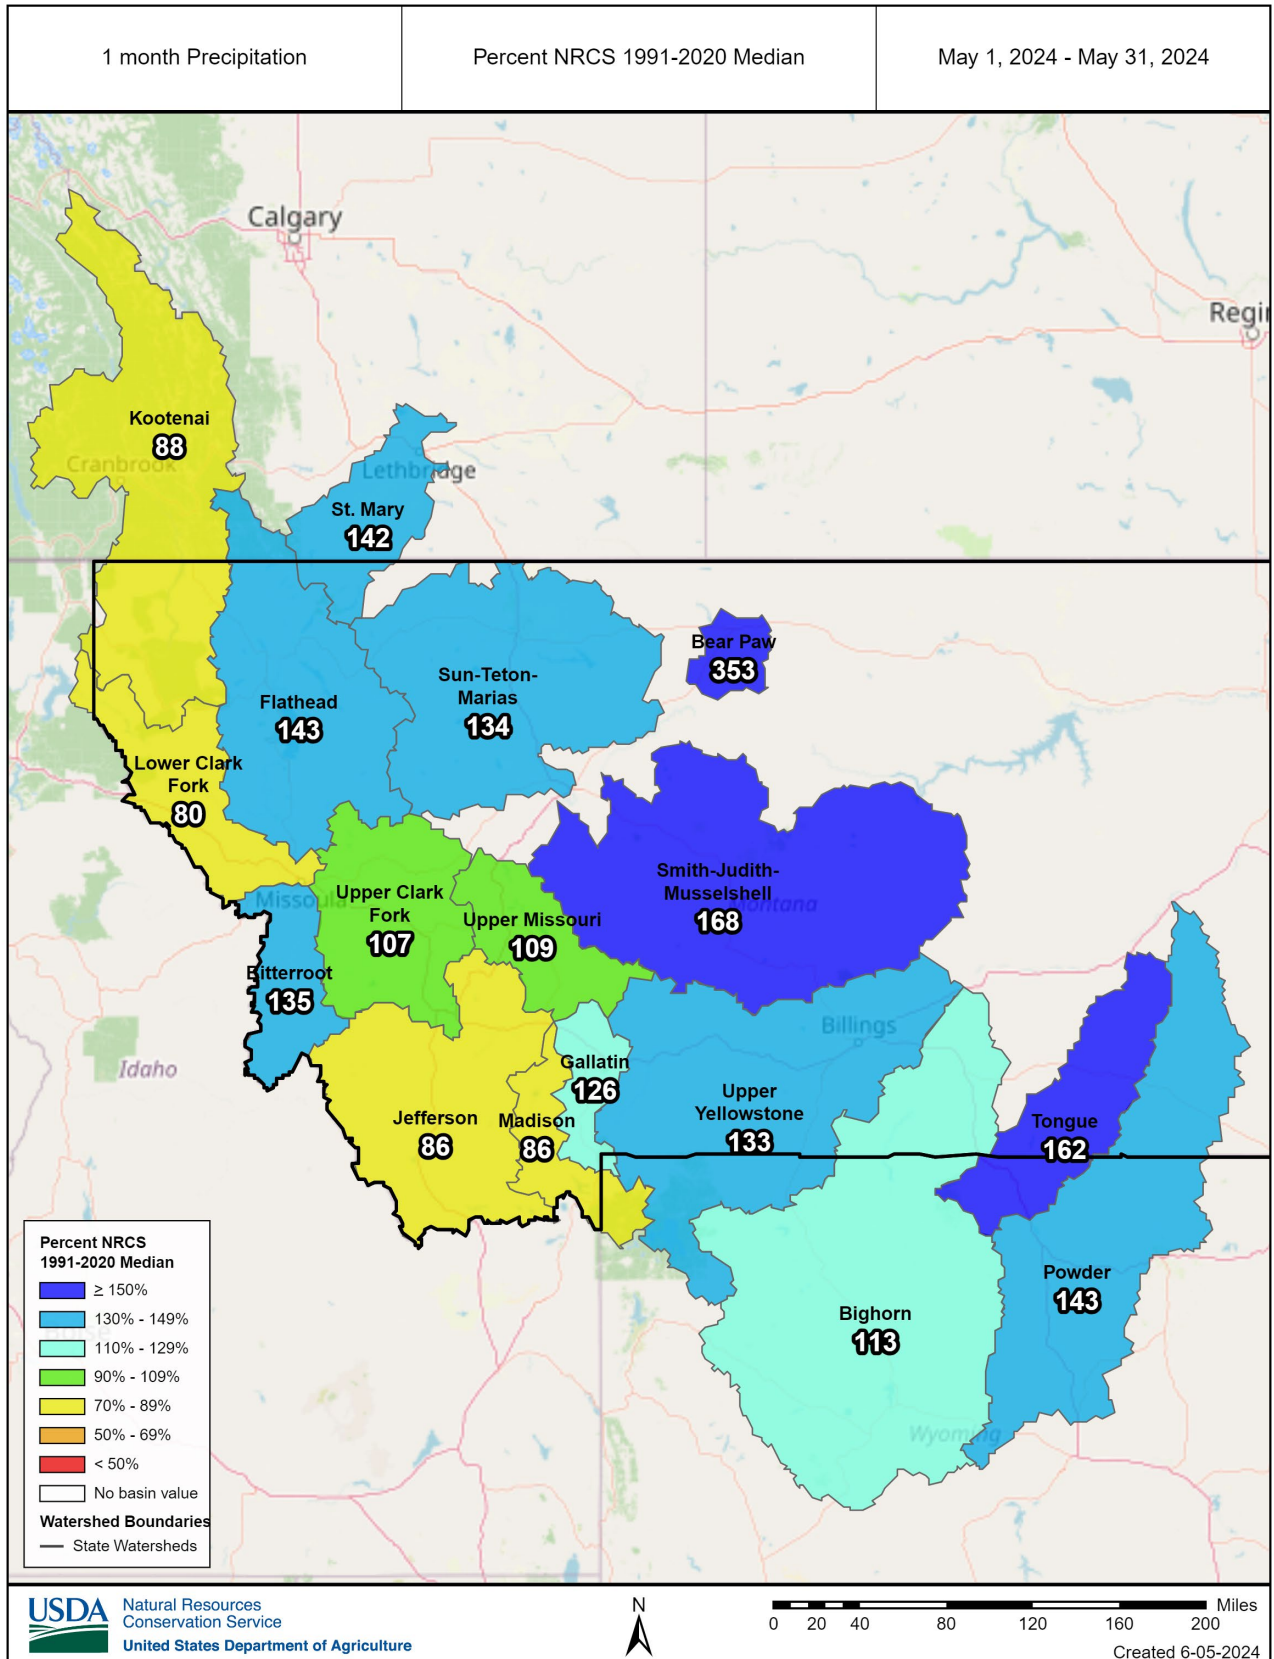 1 month Precipitation
Percent NRCS 1991-2020 Median
May 1, 2024 - May 31, 2024
Calgary
Kootenai
88
Cranbrook
Lethbridge
St. Mary
142
Bear Paw
353
Sun-Teton-
Marias
134
Flathead
143
Lower Clark
Fork
80
Smith-Judith-
Musselshell
168
Montana
Missoula
Upper Clark
Fork
107
Upper Missouri
109
Bitterroot
135
Idaho
Billings
Gallatin
126
Upper
Yellowstone
133
Jefferson
86
Madison
86
Tongue
162
Powder
143
Bighorn
113
Wyoming
Percent NRCS
1991-2020 Median
≥ 150%
130% - 149%
110% - 129%
90% - 109%
70% - 89%
50% - 69%
< 50%
No basin value
Watershed Boundaries
State Watersheds
USDA
Natural Resources
Conservation Service
United States Department of Agriculture
N
Miles
0 20 40 80 120 160 200
Created 6-05-2024